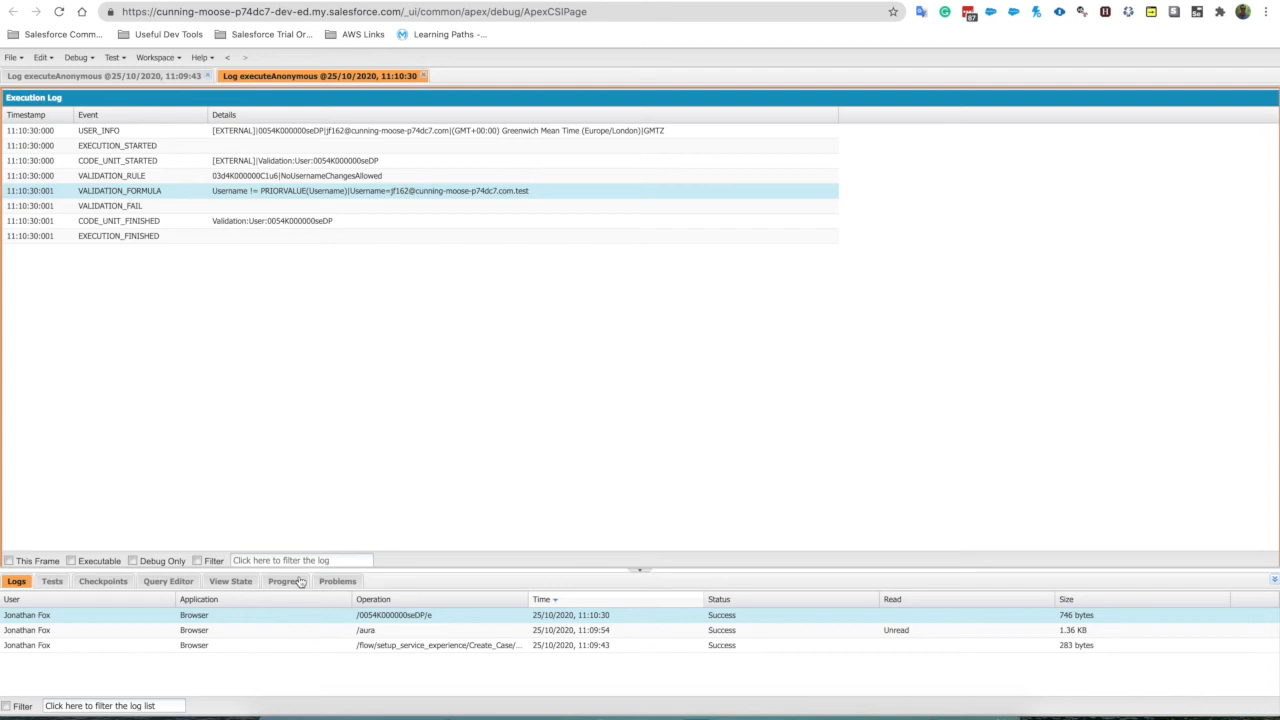 https://cunning-moose-p74dc7-dev-ed.my.salesforce.com/_ui/common/apex/debug/ApexCSIPage
87
Salesforce Comm... Useful Dev Tools Salesforce Trial Or... AWS Links Learning Paths -...
File Edit Debug Test Workspace Help < >
Log executeAnonymous @25/10/2020, 11:09:43 Log executeAnonymous @25/10/2020, 11:10:30
Execution Log
Timestamp Event Details
11:10:30:000 USER_INFO [EXTERNAL]|0054K000000seDP|jf162@cunning-moose-p74dc7.com|(GMT+00:00) Greenwich Mean Time (Europe/London)|GMTZ
11:10:30:000 EXECUTION_STARTED
11:10:30:000 CODE_UNIT_STARTED [EXTERNAL]|Validation:User:0054K000000seDP
11:10:30:000 VALIDATION_RULE 03d4K000000C1u6|NoUsernameChangesAllowed
11:10:30:001 VALIDATION_FORMULA Username != PRIORVALUE(Username)|Username=jf162@cunning-moose-p74dc7.com.test
11:10:30:001 VALIDATION_FAIL
11:10:30:001 CODE_UNIT_FINISHED Validation:User:0054K000000seDP
11:10:30:001 EXECUTION_FINISHED
This Frame Executable Debug Only Filter Click here to filter the log
Logs Tests Checkpoints Query Editor View State Progress Problems
User Application Operation Time Status Read Size
Jonathan Fox Browser /0054K000000seDP/e 25/10/2020, 11:10:30 Success 746 bytes
Jonathan Fox Browser /aura 25/10/2020, 11:09:54 Success Unread 1.36 KB
Jonathan Fox Browser /flow/setup_service_experience/Create_Case/... 25/10/2020, 11:09:43 Success 283 bytes
Filter Click here to filter the log list